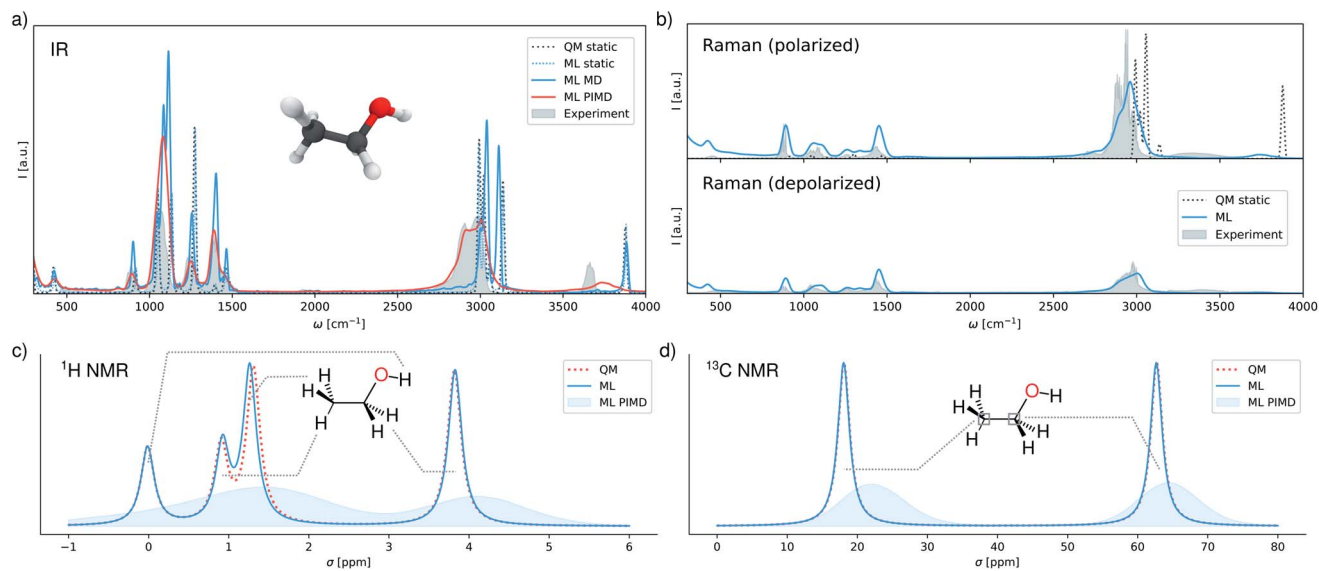 a)
IR
QM static
ML static
ML MD
ML PIMD
Experiment
I [a.u.]
500 1000 1500 2000 2500 3000 3500 4000
ω [cm⁻¹]
b)
Raman (polarized)
I [a.u.]
Raman (depolarized)
QM static
ML
Experiment
I [a.u.]
500 1000 1500 2000 2500 3000 3500 4000
ω [cm⁻¹]
c)
¹H NMR
QM
ML
ML PIMD
O H
H
H
H
H
H
−1 0 1 2 3 4 5 6
σ [ppm]
d)
¹³C NMR
QM
ML
ML PIMD
O H
H
H
H
H
H
0 10 20 30 40 50 60 70 80
σ [ppm]